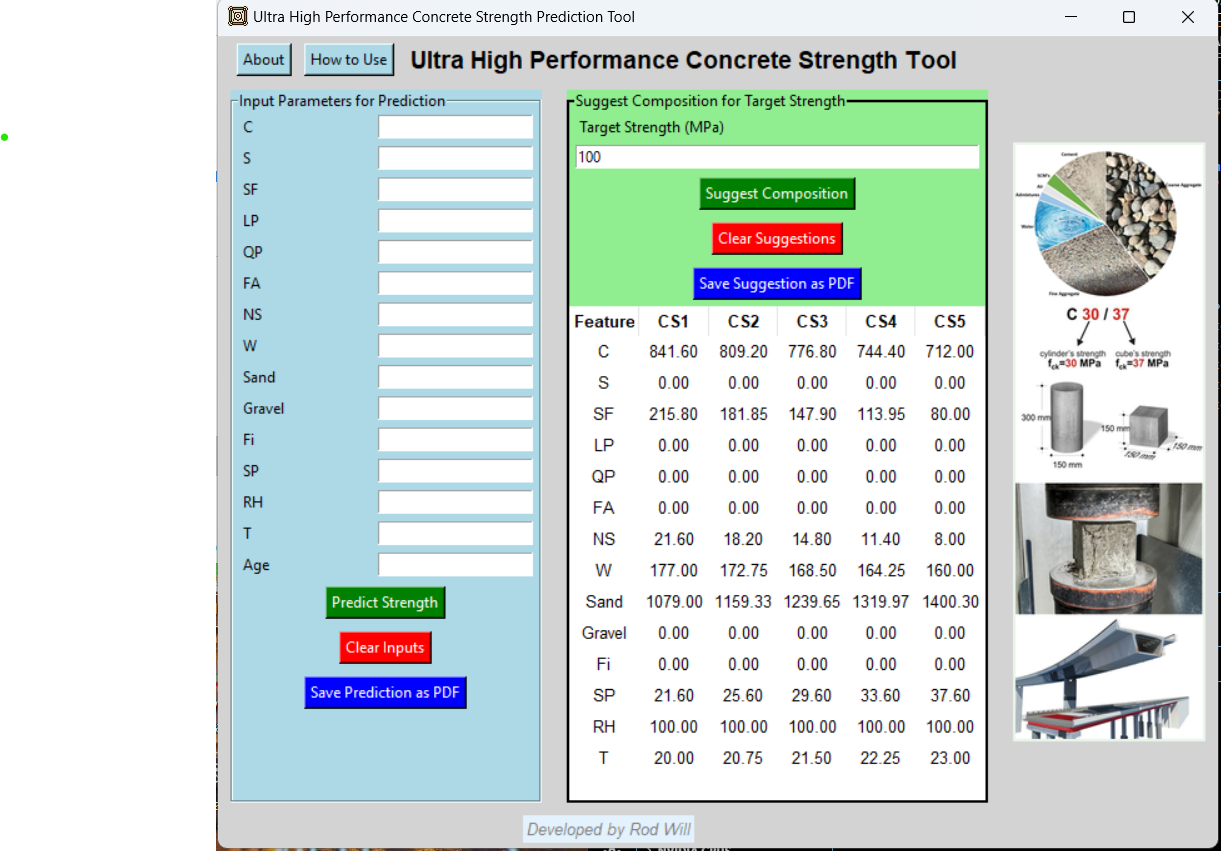 Ultra High Performance Concrete Strength Prediction Tool
About How to Use Ultra High Performance Concrete Strength Tool
Input Parameters for Prediction
C
S
SF
LP
QP
FA
NS
W
Sand
Gravel
Fi
SP
RH
T
Age
Predict Strength
Clear Inputs
Save Prediction as PDF
Suggest Composition for Target Strength
Target Strength (MPa)
100
Suggest Composition
Clear Suggestions
Save Suggestion as PDF
Feature CS1 CS2 CS3 CS4 CS5
C 841.60 809.20 776.80 744.40 712.00
S 0.00 0.00 0.00 0.00 0.00
SF 215.80 181.85 147.90 113.95 80.00
LP 0.00 0.00 0.00 0.00 0.00
QP 0.00 0.00 0.00 0.00 0.00
FA 0.00 0.00 0.00 0.00 0.00
NS 21.60 18.20 14.80 11.40 8.00
W 177.00 172.75 168.50 164.25 160.00
Sand 1079.00 1159.33 1239.65 1319.97 1400.30
Gravel 0.00 0.00 0.00 0.00 0.00
Fi 0.00 0.00 0.00 0.00 0.00
SP 21.60 25.60 29.60 33.60 37.60
RH 100.00 100.00 100.00 100.00 100.00
T 20.00 20.75 21.50 22.25 23.00
Cement
SCM's
Air
Admixtures
Water
Coarse Aggregate
Fine Aggregate
C 30 / 37
cylinder's strength cube's strength
fck=30 MPa fck=37 MPa
300 mm
150 mm
150 mm
150 mm
150 mm
Developed by Rod Will